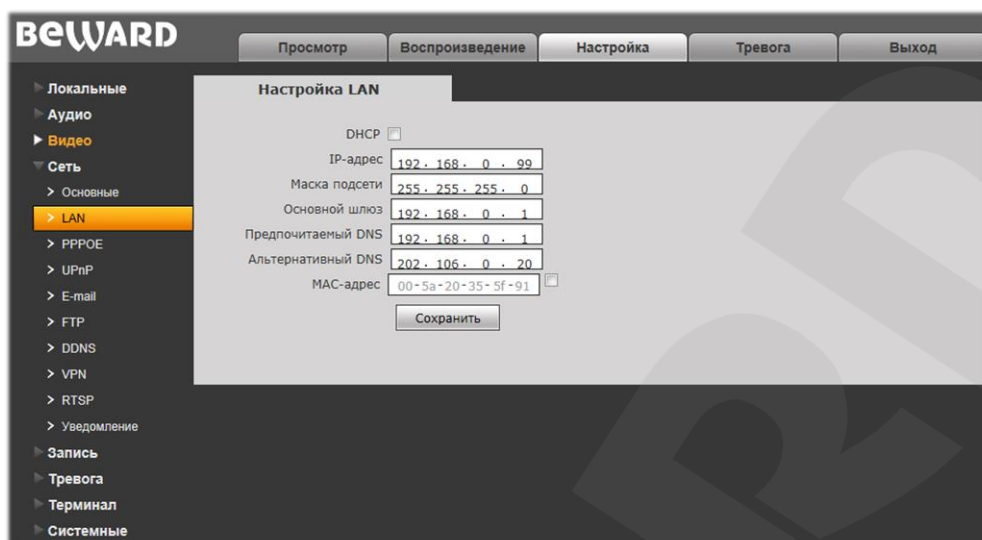 BEWARD
Просмотр
Воспроизведение
Настройка
Тревога
Выход
Локальные
Аудио
Видео
Сеть
Основные
LAN
PPPOE
UPnP
E-mail
FTP
DDNS
VPN
RTSP
Уведомление
Запись
Тревога
Терминал
Системные
Настройка LAN
DHCP
IP-адрес 192. 168. 0 . 99
Маска подсети 255. 255. 255. 0
Основной шлюз 192. 168. 0 . 1
Предпочитаемый DNS 192. 168. 0 . 1
Альтернативный DNS 202. 106. 0 . 20
MAC-адрес 00-5a-20-35-5f-91
Сохранить